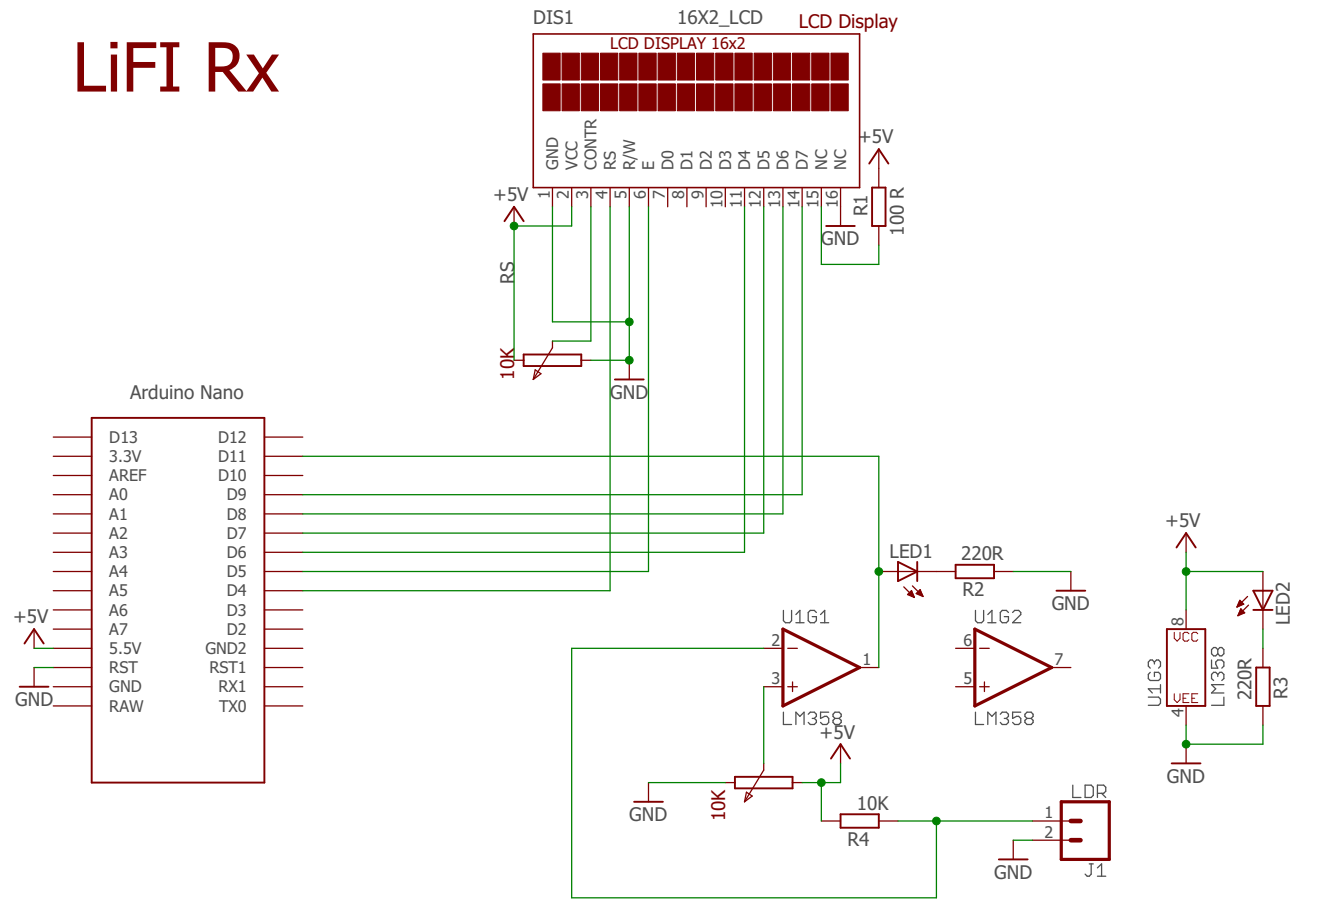 LiFI Rx
DIS1 16X2_LCD LCD Display
LCD DISPLAY 16x2
GND VCC CONTR RS R/W E D0 D1 D2 D3 D4 D5 D6 D7 NC NC
1 2 3 4 5 6 7 8 9 10 11 12 13 14 15 16
+5V
R1 100 R
GND
+5V
RS
10K
GND
Arduino Nano
D13 D12
3.3V D11
AREF D10
A0 D9
A1 D8
A2 D7
A3 D6
A4 D5
A5 D4
A6 D3
A7 D2
5.5V GND2
RST RST1
GND RX1
RAW TX0
+5V
GND
LED1
220R
R2
GND
U1G1
2 -
3 +
1
LM358
U1G2
6 -
5 +
7
LM358
+5V
LED2
8
VCC
U1G3 LM358
VEE
4
220R R3
GND
+5V
10K
GND
10K
R4
LDR
1
2
GND
J1